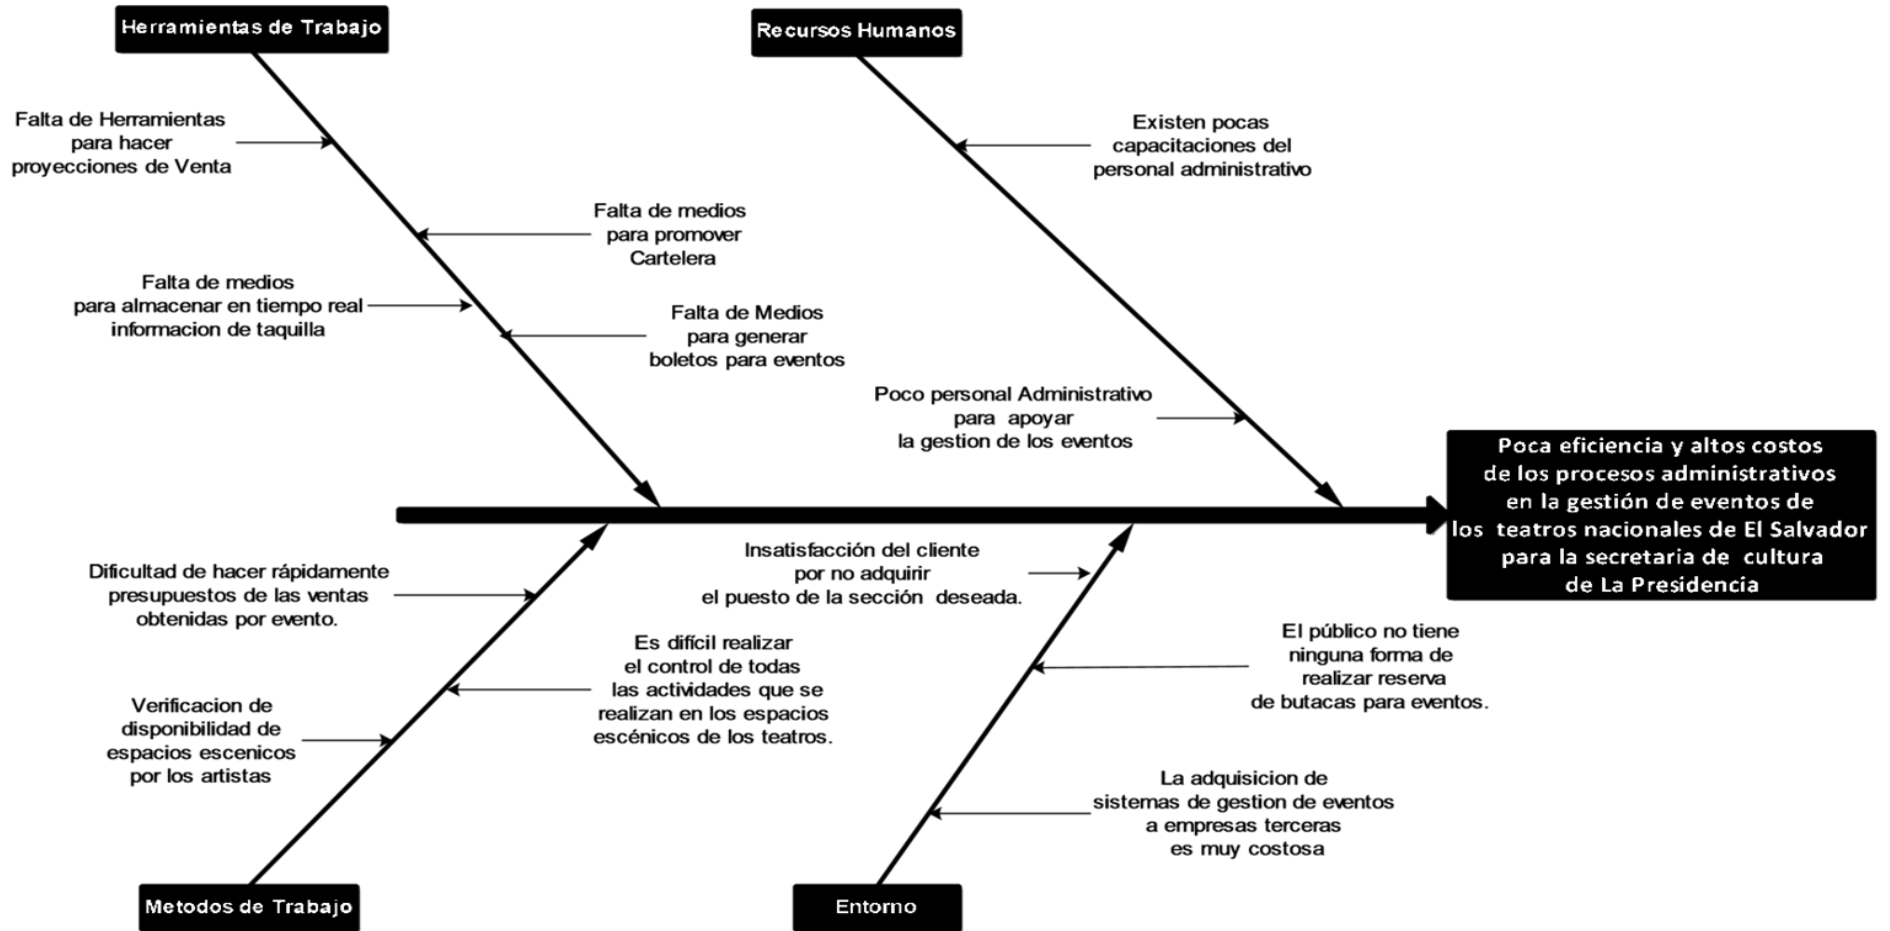 Herramientas de Trabajo
Recursos Humanos
Falta de Herramientas
para hacer
proyecciones de Venta
Existen pocas
capacitaciones del
personal administrativo
Falta de medios
para promover
Cartelera
Falta de medios
para almacenar en tiempo real
informacion de taquilla
Falta de Medios
para generar
boletos para eventos
Poco personal Administrativo
para apoyar
la gestion de los eventos
Poca eficiencia y altos costos
de los procesos administrativos
en la gestión de eventos de
los teatros nacionales de El Salvador
para la secretaria de cultura
de La Presidencia
Insatisfacción del cliente
por no adquirir
el puesto de la sección deseada.
Dificultad de hacer rápidamente
presupuestos de las ventas
obtenidas por evento.
Es difícil realizar
el control de todas
las actividades que se
realizan en los espacios
escénicos de los teatros.
El público no tiene
ninguna forma de
realizar reserva
de butacas para eventos.
Verificacion de
disponibilidad de
espacios escenicos
por los artistas
La adquisicion de
sistemas de gestion de eventos
a empresas terceras
es muy costosa
Metodos de Trabajo
Entorno